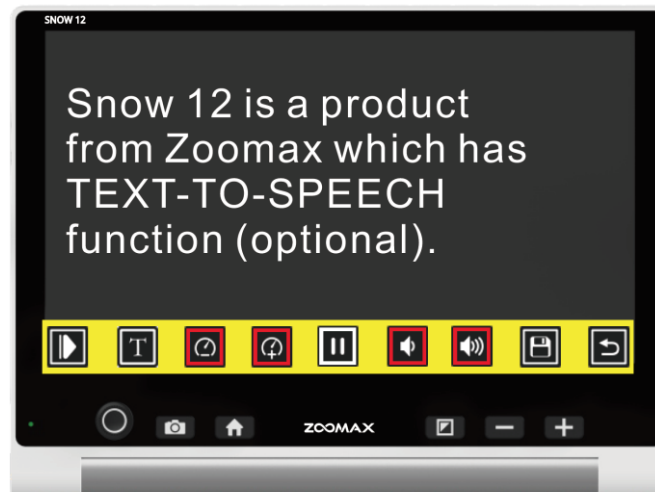 SNOW 12
Snow 12 is a product
from Zoomax which has
TEXT-TO-SPEECH
function (optional).
T
ZOOMAX